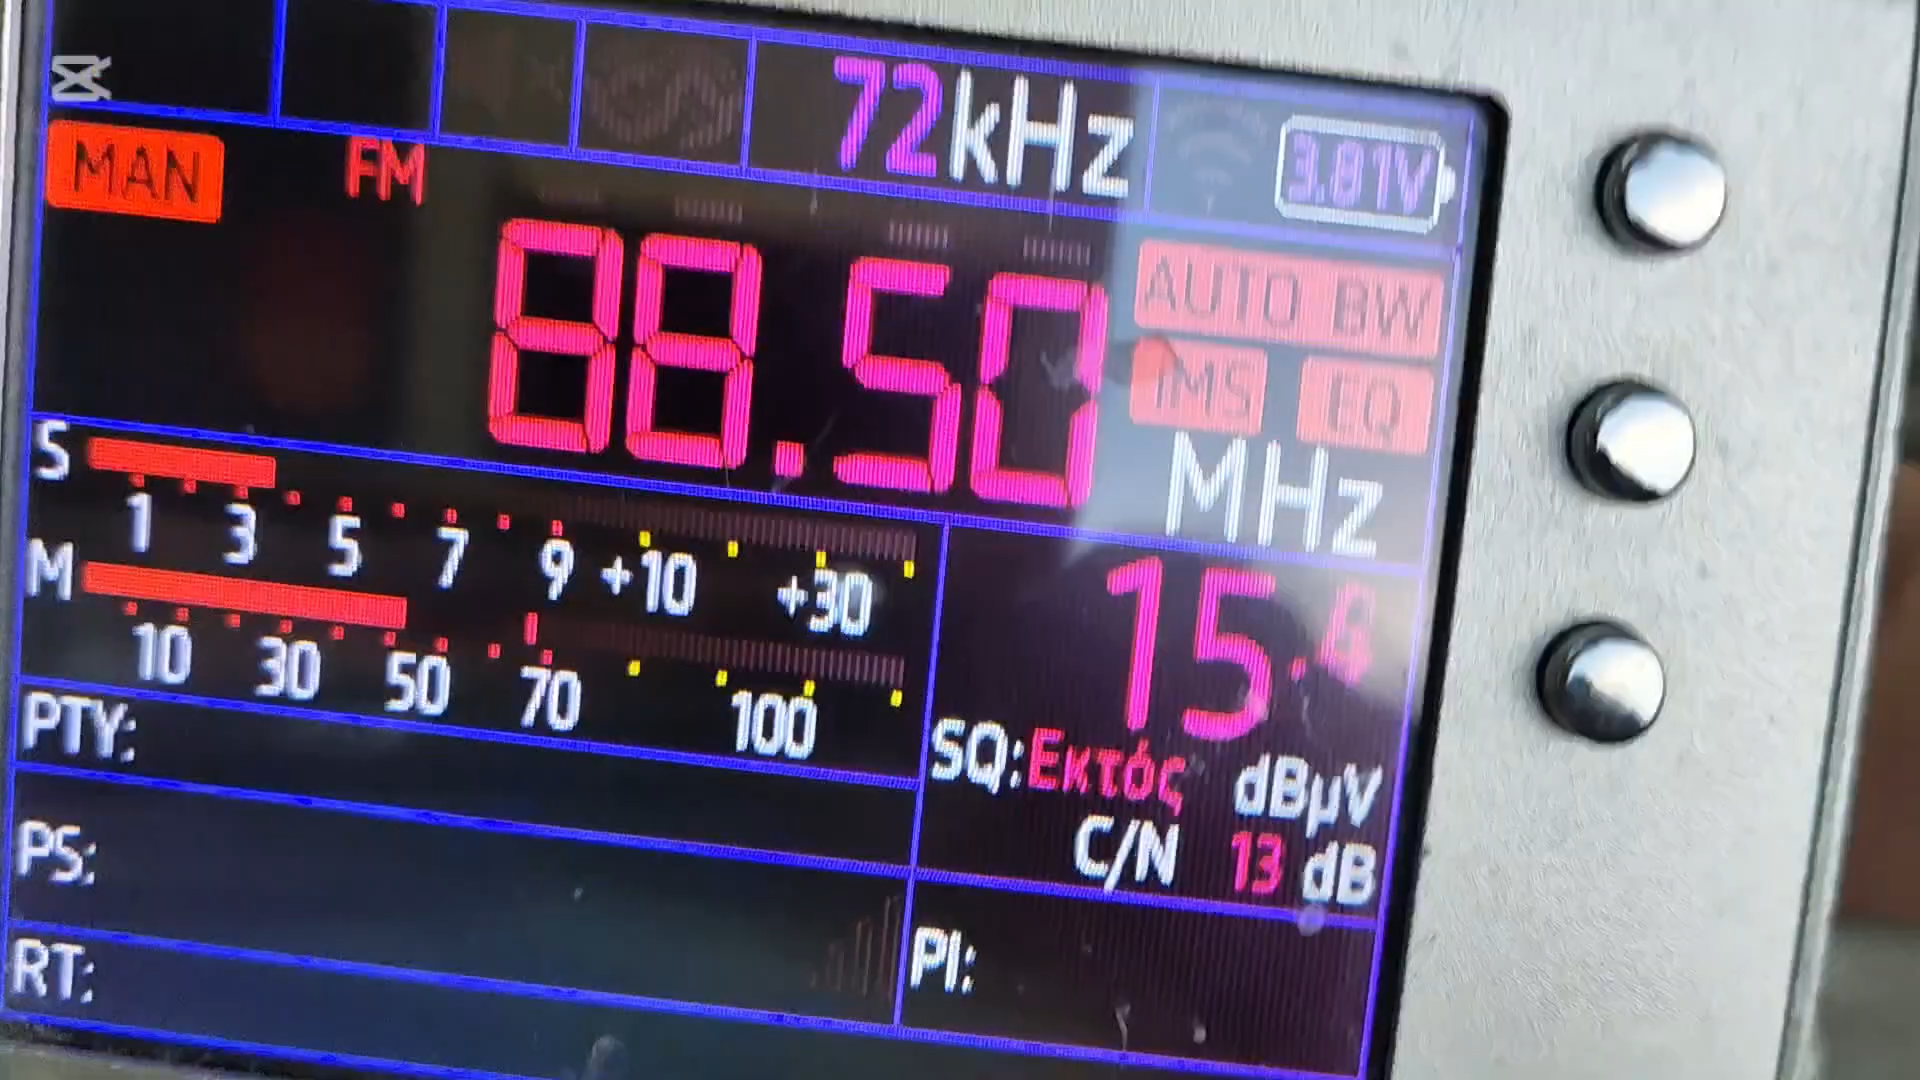 72kHz 3.81V
MAN FM
88.50 MHz
AUTO BW
iMS EQ
S
1 3 5 7 9 +10 +30
M
10 30 50 70 100
15.
SQ: Εκτός dBµV
C/N 13 dB
PTY:
PS:
RT:
PI: